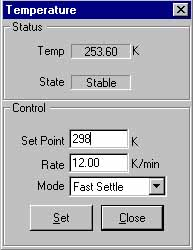 Temperature
Status
Temp 253.60 K
State Stable
Control
Set Point 298 K
Rate 12.00 K/min
Mode Fast Settle
Set Close